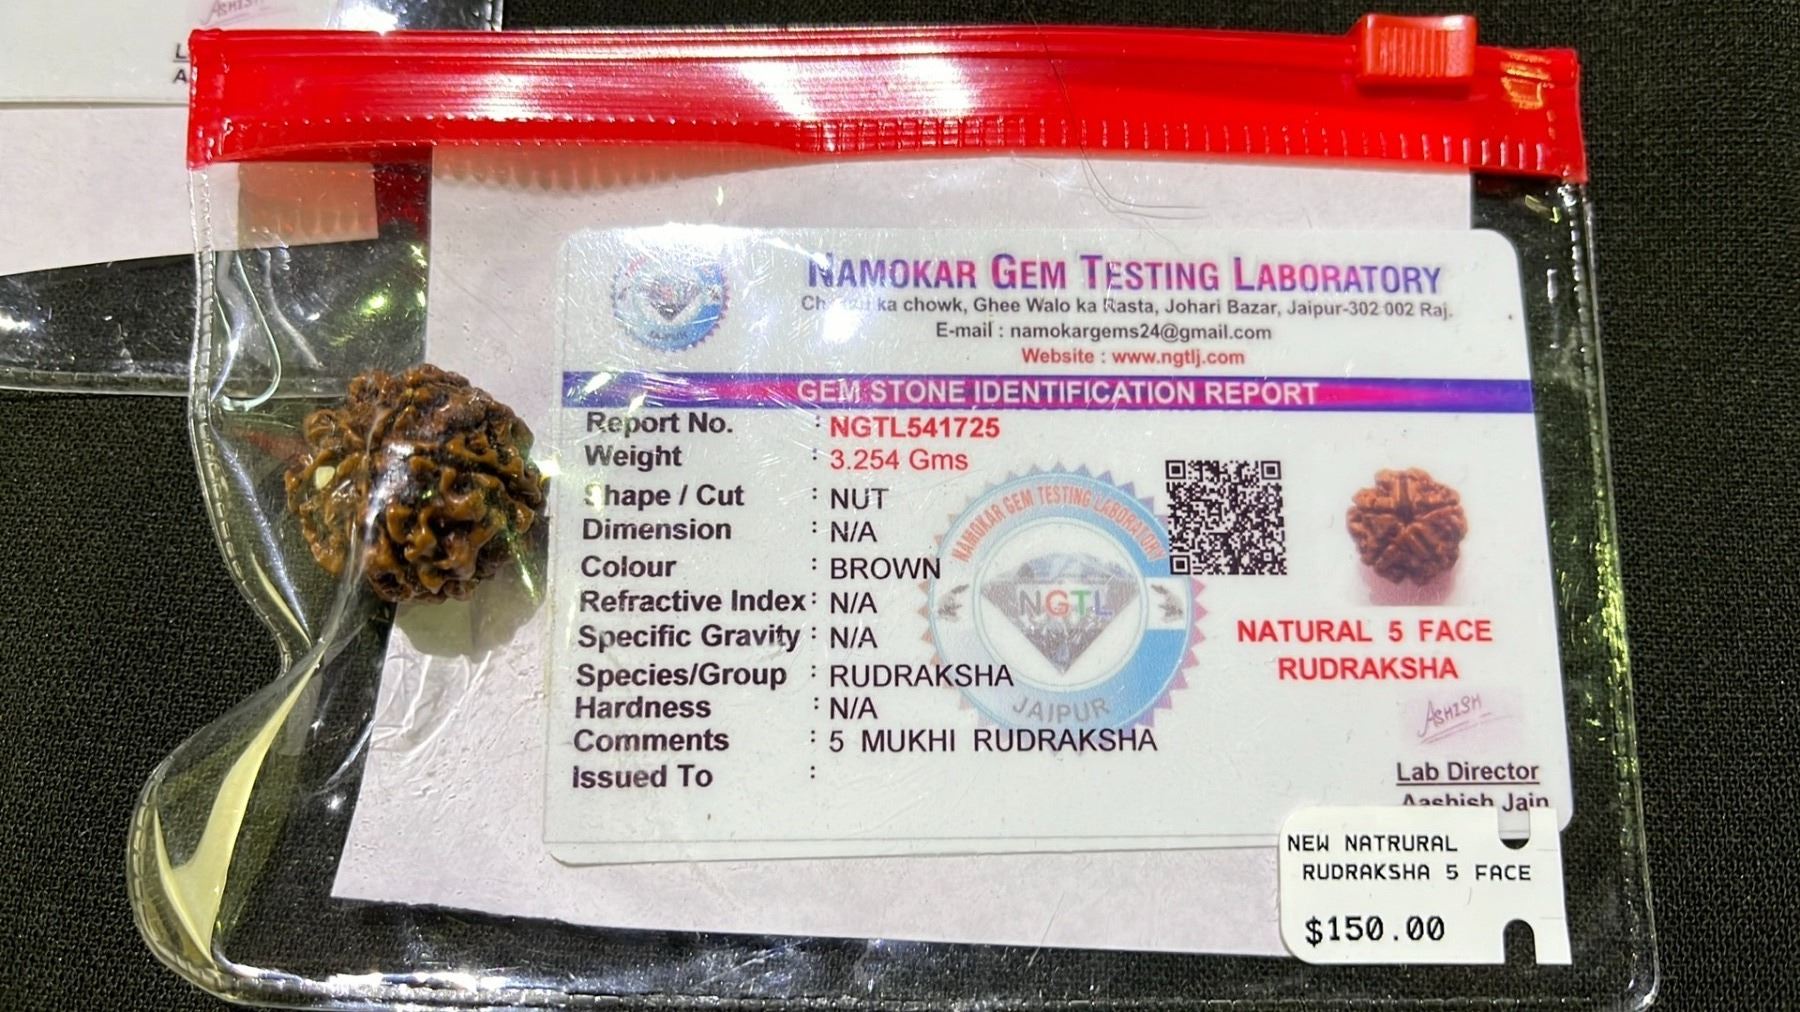 ASHISH
L
A
NAMOKAR GEM TESTING LABORATORY
ka chowk, Ghee Walo ka Rasta, Johari Bazar, Jaipur-302 002 Raj.
E-mail : namokargems24@gmail.com
Website : www.ngtlj.com
GEM STONE IDENTIFICATION REPORT
Report No. : NGTL541725
Weight : 3.254 Gms
Shape / Cut : NUT
Dimension : N/A
Colour : BROWN
Refractive Index : N/A
Specific Gravity : N/A
Species/Group : RUDRAKSHA
Hardness : N/A
Comments : 5 MUKHI RUDRAKSHA
Issued To :
NAMOKAR GEM TESTING LABORATORY
NGTL
JAIPUR
NATURAL 5 FACE
RUDRAKSHA
ASHISH
Lab Director
Aashish Jain
NEW NATRURAL
RUDRAKSHA 5 FACE
$150.00